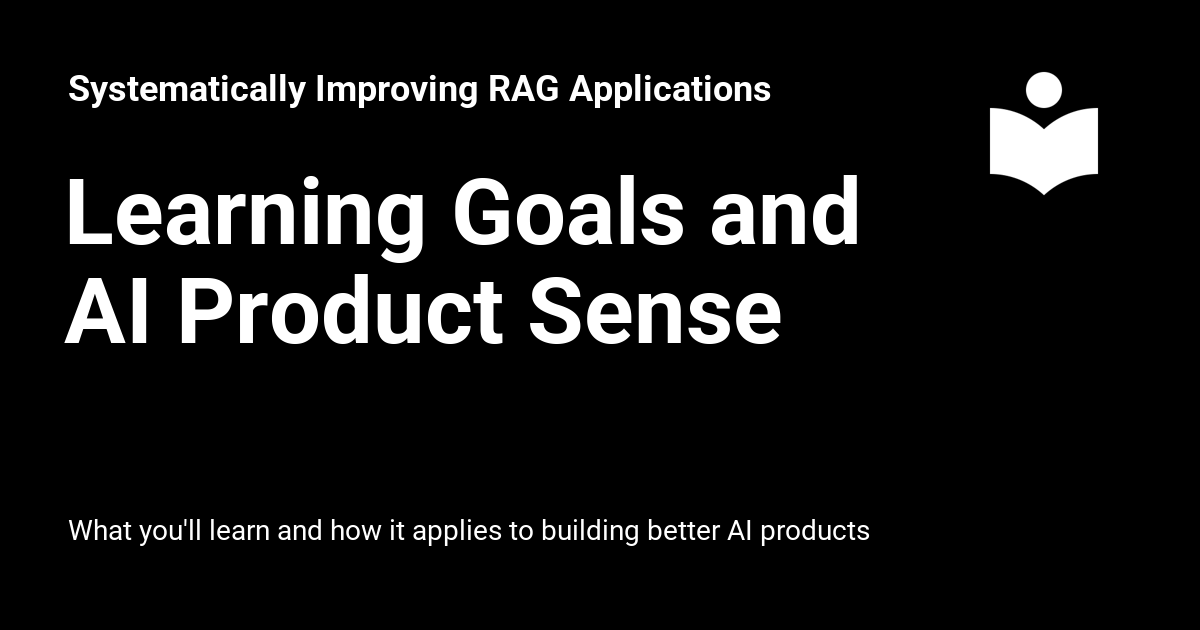 Systematically Improving RAG Applications
Learning Goals and
AI Product Sense
What you'll learn and how it applies to building better AI products